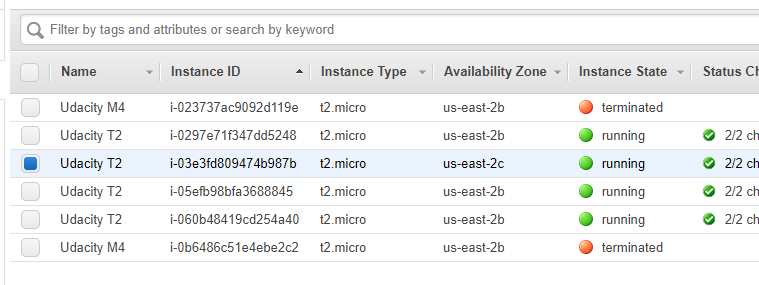 Filter by tags and attributes or search by keyword
Name Instance ID Instance Type Availability Zone Instance State Status Ch
Udacity M4 i-023737ac9092d119e t2.micro us-east-2b terminated
Udacity T2 i-0297e71f347dd5248 t2.micro us-east-2b running 2/2 ch
Udacity T2 i-03e3fd809474b987b t2.micro us-east-2c running 2/2 ch
Udacity T2 i-05efb98bfa3688845 t2.micro us-east-2b running 2/2 ch
Udacity T2 i-060b48419cd254a40 t2.micro us-east-2b running 2/2 ch
Udacity M4 i-0b6486c51e4ebe2c2 t2.micro us-east-2b terminated